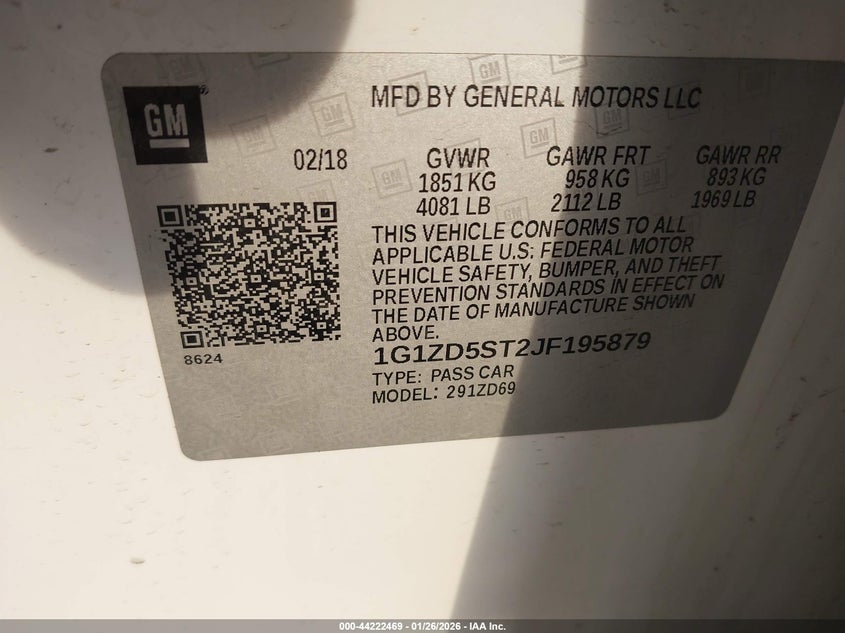 GM
®
MFD BY GENERAL MOTORS LLC
02/18
GVWR
1851 KG
4081 LB
GAWR FRT
958 KG
2112 LB
GAWR RR
893 KG
1969 LB
THIS VEHICLE CONFORMS TO ALL
APPLICABLE U.S: FEDERAL MOTOR
VEHICLE SAFETY, BUMPER, AND THEFT
PREVENTION STANDARDS IN EFFECT ON
THE DATE OF MANUFACTURE SHOWN
ABOVE.
1G1ZD5ST2JF195879
TYPE: PASS CAR
MODEL: 291ZD69
8624
000-44222469 - 01/26/2026 - IAA Inc.